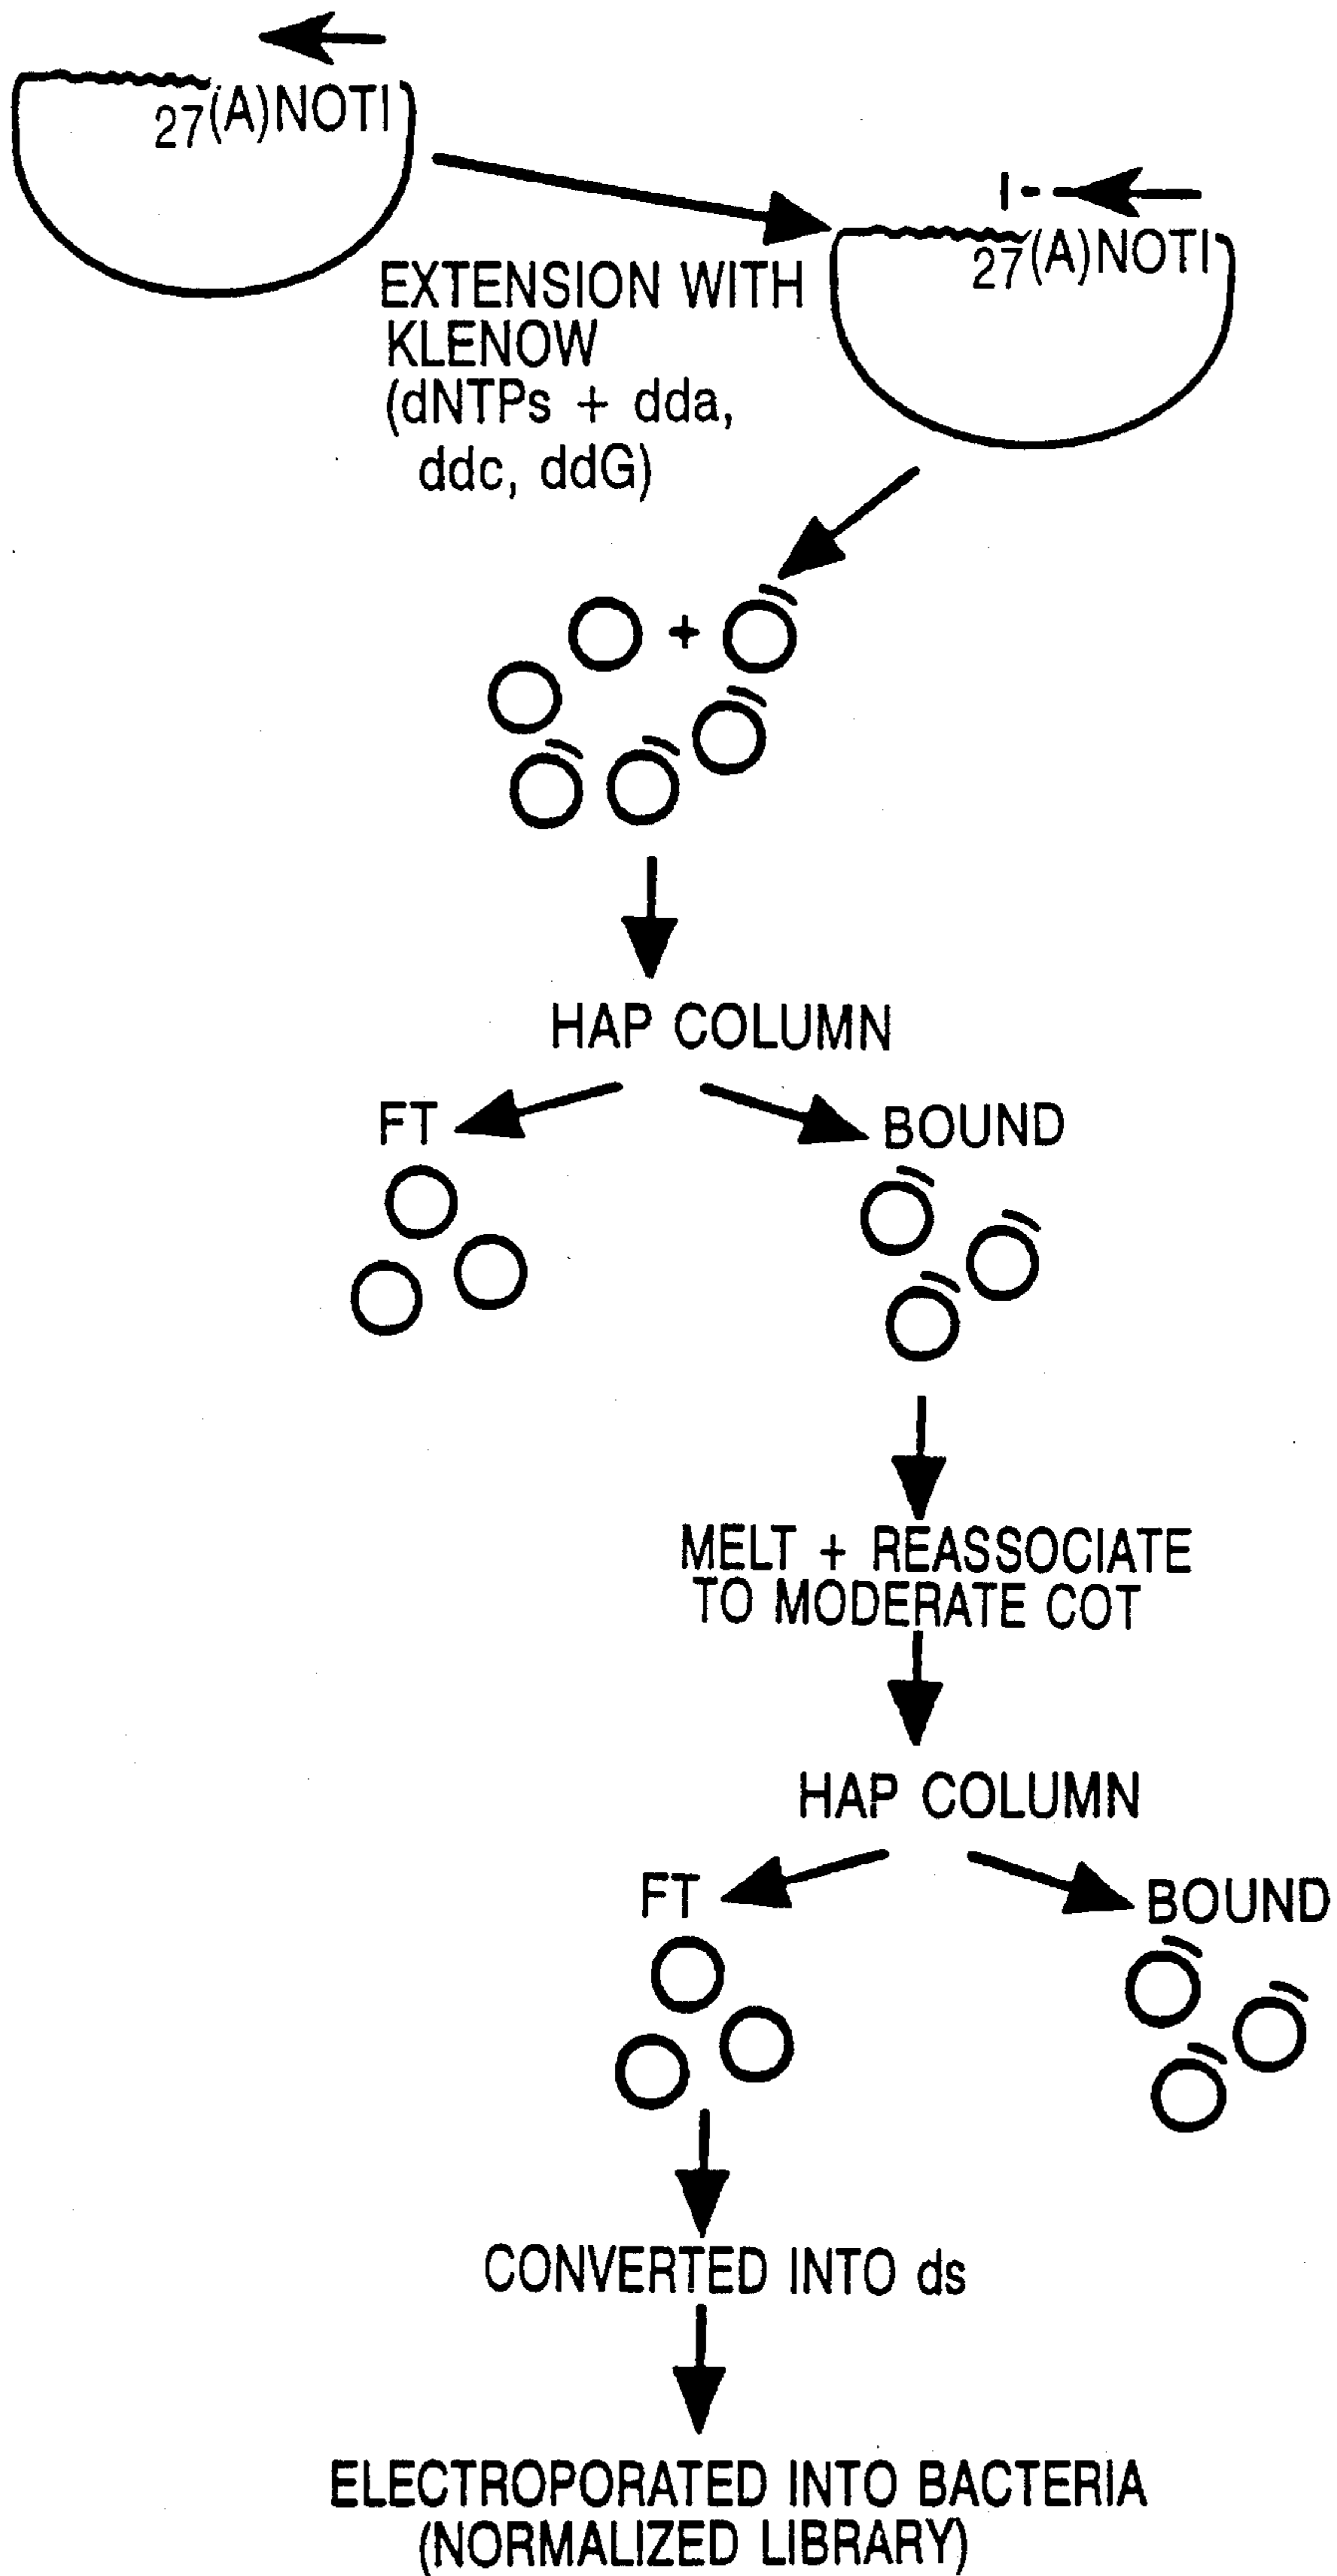 27(A)NOTI
27(A)NOTI
EXTENSION WITH
KLENOW
(dNTPs + dda,
ddc, ddG)
+
HAP COLUMN
FT
BOUND
MELT + REASSOCIATE
TO MODERATE COT
HAP COLUMN
FT
BOUND
CONVERTED INTO ds
ELECTROPORATED INTO BACTERIA
(NORMALIZED LIBRARY)